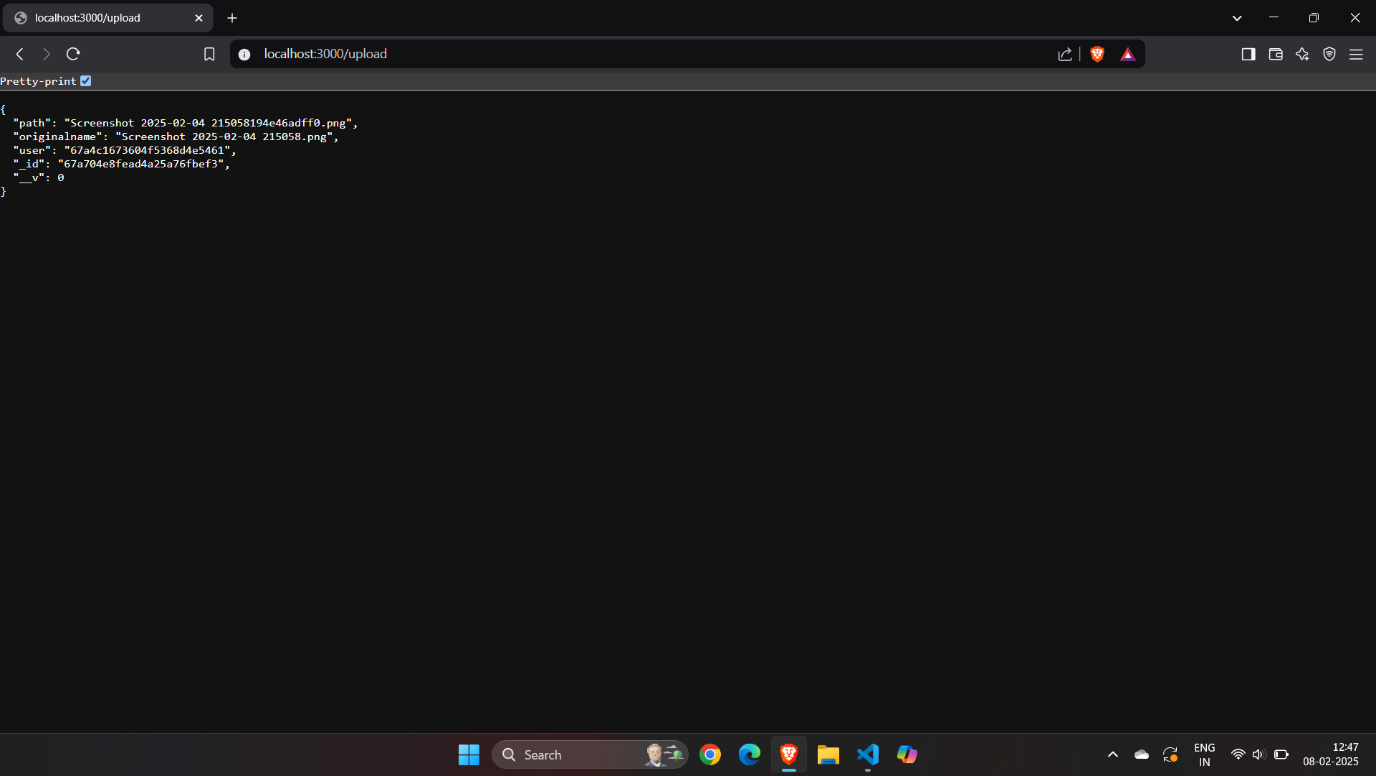 localhost:3000/upload
localhost:3000/upload
Pretty-print
{
"path": "Screenshot 2025-02-04 215058194e46adff0.png",
"originalname": "Screenshot 2025-02-04 215058.png",
"user": "67a4c1673604f5368d4e5461",
"_id": "67a704e8fead4a25a76fbef3",
"__v": 0
}
Search
ENG
IN
12:47
08-02-2025